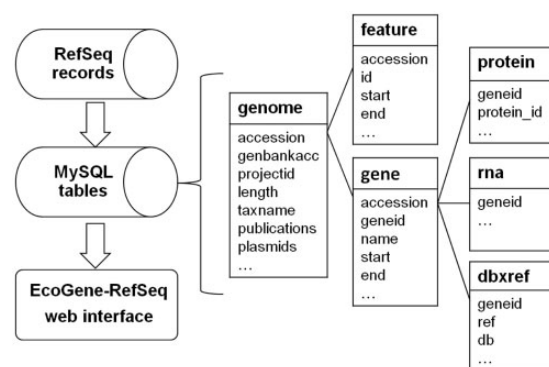 RefSeq
records
MySQL
tables
EcoGene-RefSeq
web interface
genome
accession
genbankacc
projectid
length
taxname
publications
plasmids
...
feature
accession
id
start
end
...
gene
accession
geneid
name
start
end
...
protein
geneid
protein_id
...
rna
geneid
...
dbxref
geneid
ref
db
...